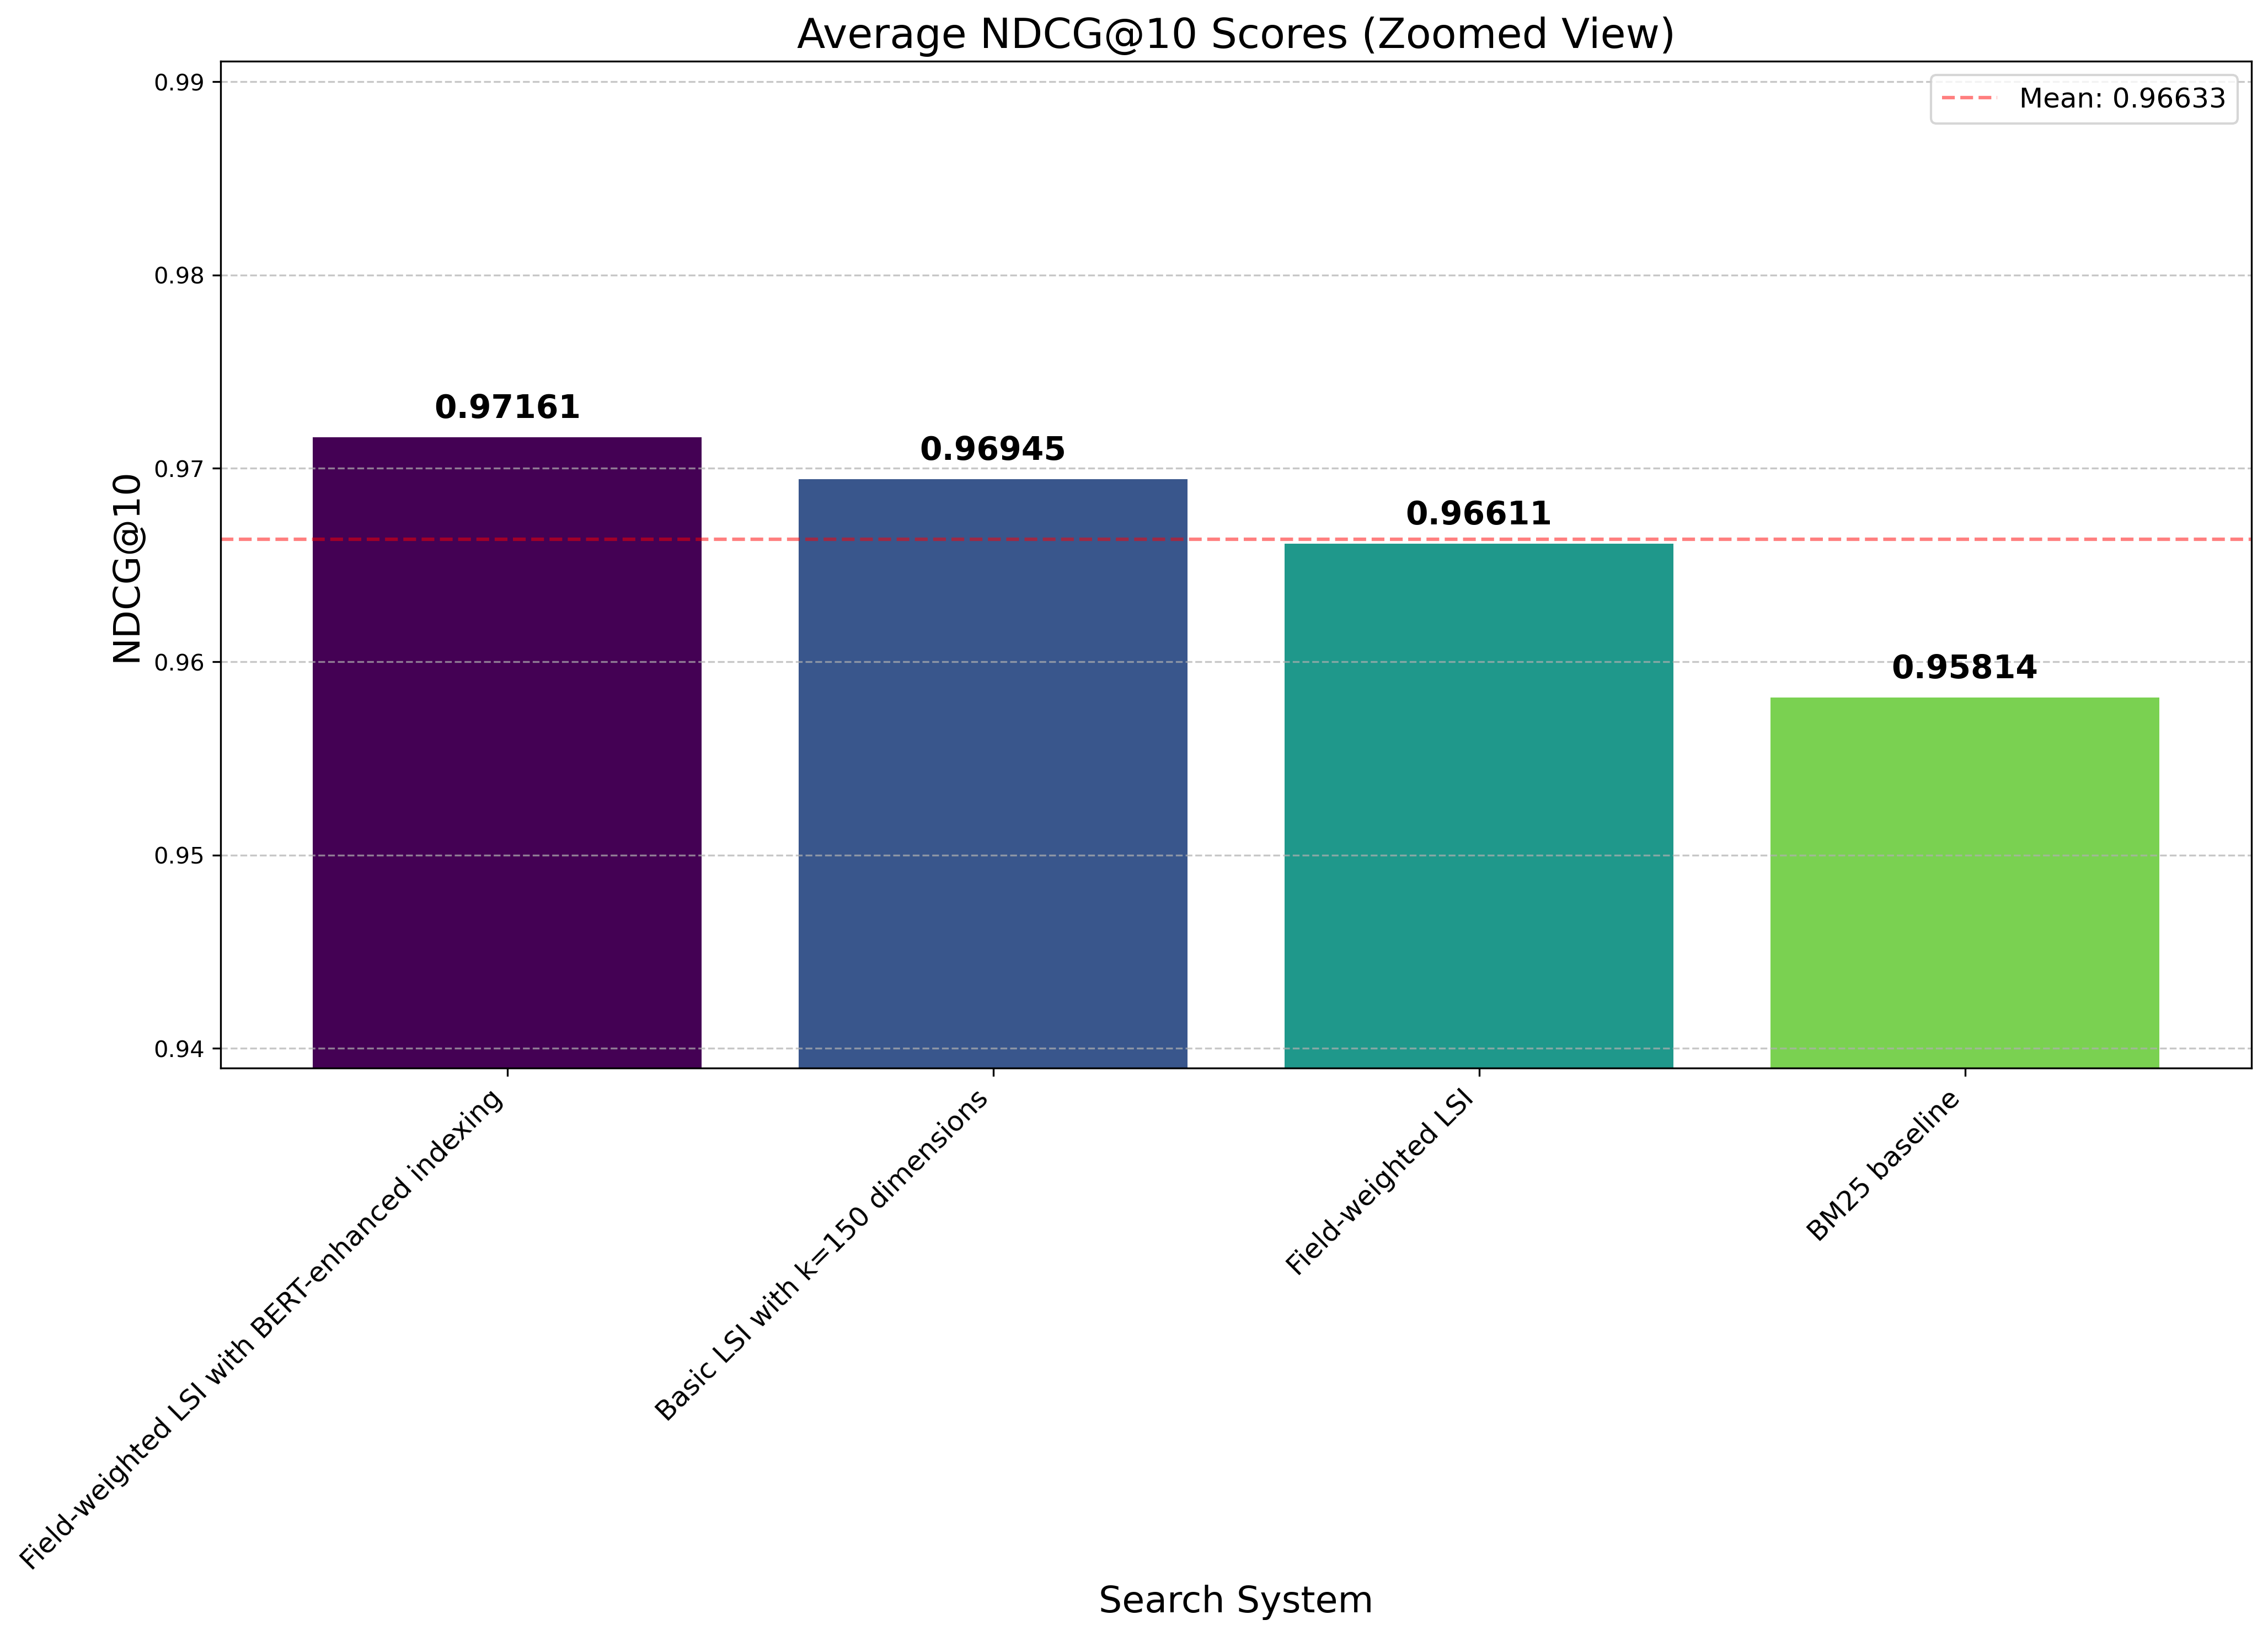 Average NDCG@10 Scores (Zoomed View)
Mean: 0.96633
0.99
0.98
0.97
0.96
0.95
0.94
NDCG@10
0.97161
0.96945
0.96611
0.95814
Field-weighted LSI with BERT-enhanced indexing
Basic LSI with k=150 dimensions
Field-weighted LSI
BM25 baseline
Search System